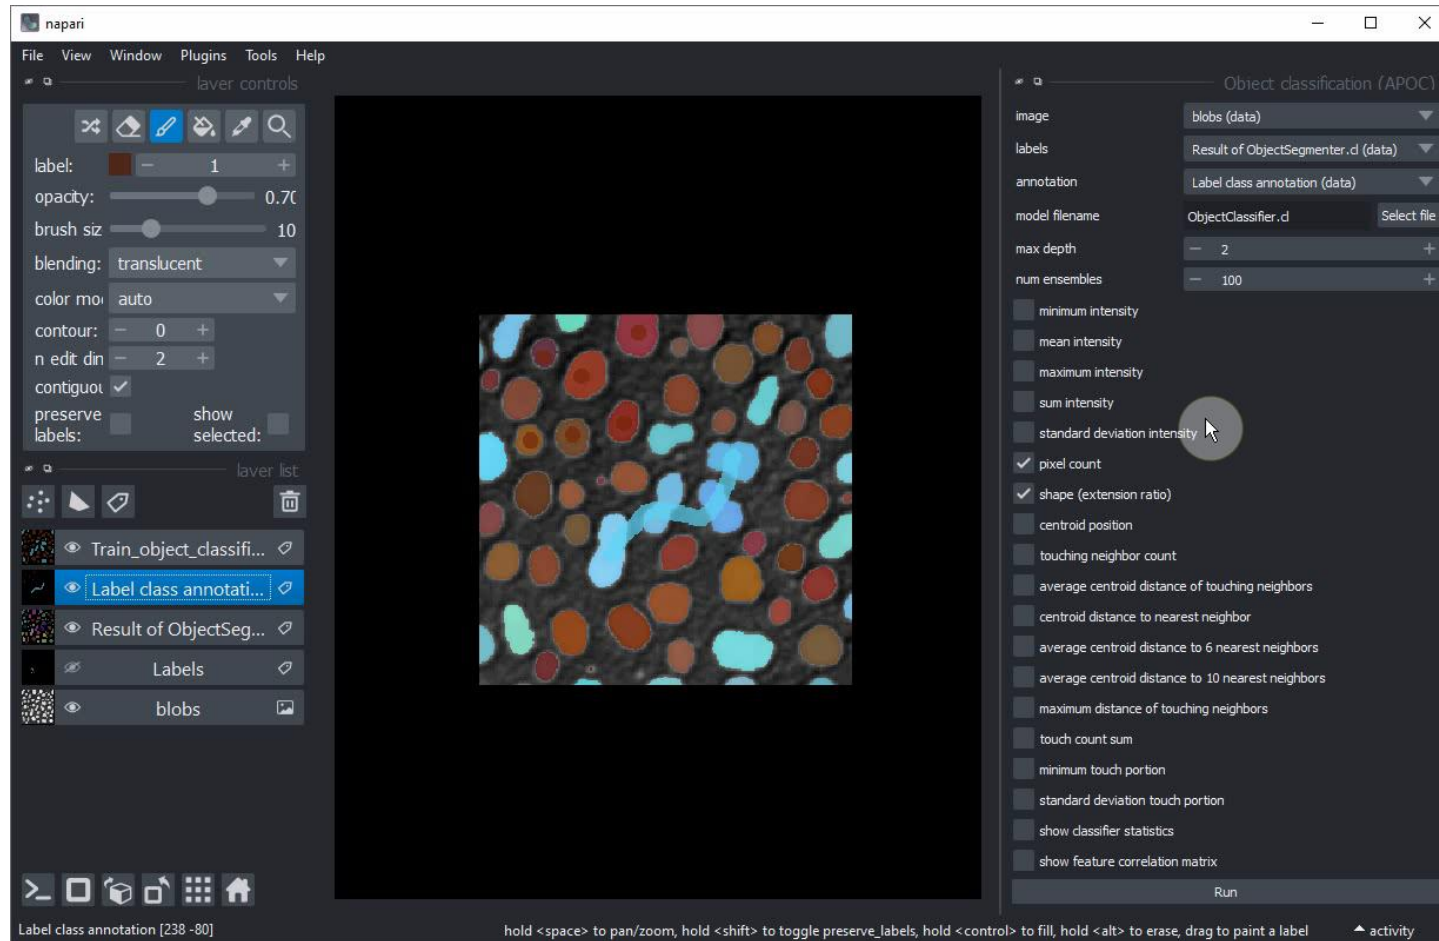 napari
File View Window Plugins Tools Help
layer controls
label: 1
opacity: 0.70
brush siz 10
blending: translucent
color mo auto
contour: 0
n edit din 2
contiguou
preserve labels:
show selected:
layer list
Train_object_classifi...
Label class annotati...
Result of ObjectSeg...
Labels
blobs
Label class annotation [238 -80]
hold <space> to pan/zoom, hold <shift> to toggle preserve_labels, hold <control> to fill, hold <alt> to erase, drag to paint a label
activity
Object classification (APOC)
image blobs (data)
labels Result of ObjectSegmenter.cl (data)
annotation Label class annotation (data)
model filename ObjectClassifier.cl Select file
max depth 2
num ensembles 100
minimum intensity
mean intensity
maximum intensity
sum intensity
standard deviation intensity
pixel count
shape (extension ratio)
centroid position
touching neighbor count
average centroid distance of touching neighbors
centroid distance to nearest neighbor
average centroid distance to 6 nearest neighbors
average centroid distance to 10 nearest neighbors
maximum distance of touching neighbors
touch count sum
minimum touch portion
standard deviation touch portion
show classifier statistics
show feature correlation matrix
Run